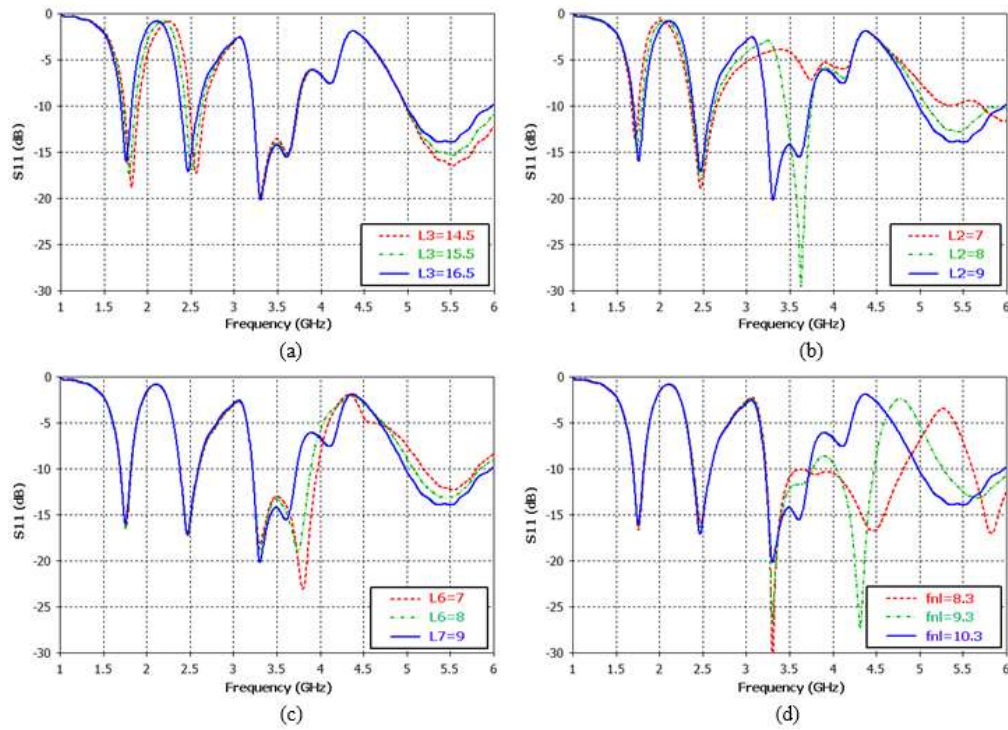 0
-5
-10
-15
-20
-25
-30
S11 (dB)
L3=14.5
L3=15.5
L3=16.5
1 1.5 2 2.5 3 3.5 4 4.5 5 5.5 6
Frequency (GHz)
(a)
0
-5
-10
-15
-20
-25
-30
S11 (dB)
L2=7
L2=8
L2=9
1 1.5 2 2.5 3 3.5 4 4.5 5 5.5 6
Frequency (GHz)
(b)
0
-5
-10
-15
-20
-25
-30
S11 (dB)
L6=7
L6=8
L7=9
1 1.5 2 2.5 3 3.5 4 4.5 5 5.5 6
Frequency (GHz)
(c)
0
-5
-10
-15
-20
-25
-30
S11 (dB)
fnl=8.3
fnl=9.3
fnl=10.3
1 1.5 2 2.5 3 3.5 4 4.5 5 5.5 6
Frequency (GHz)
(d)